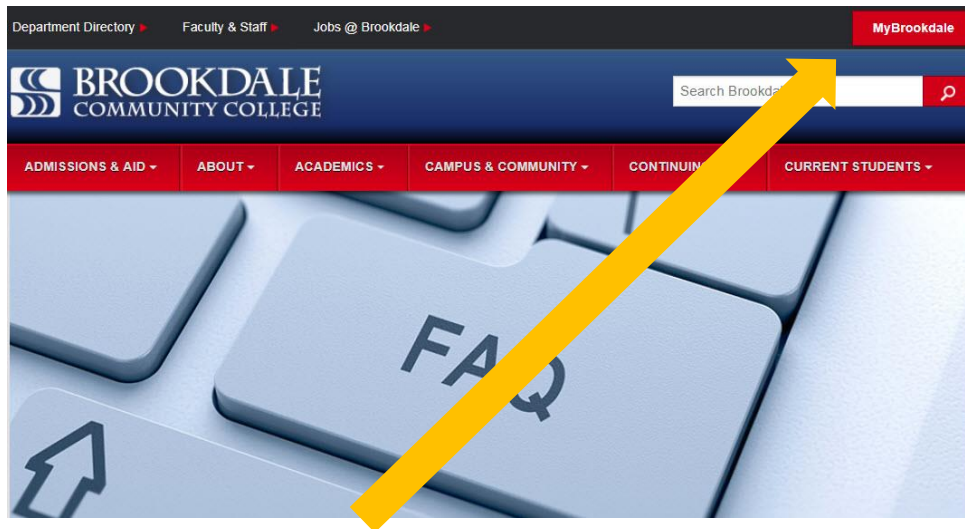 Department Directory Faculty & Staff Jobs @ Brookdale MyBrookdale
BROOKDALE
COMMUNITY COLLEGE
Search
ADMISSIONS & AID ABOUT ACADEMICS CAMPUS & COMMUNITY CURRENT STUDENTS
FAQ